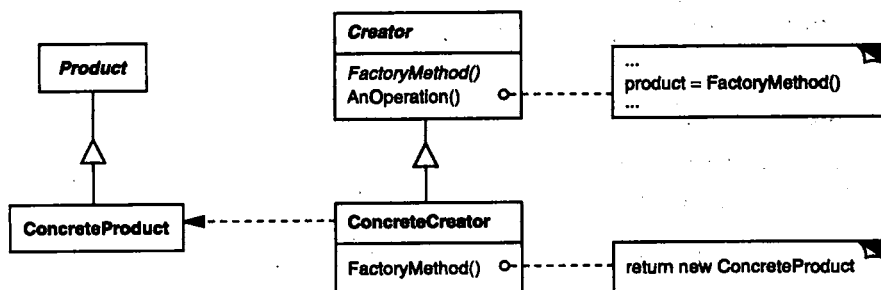 Creator
Product
FactoryMethod()
AnOperation()
...
product = FactoryMethod()
...
ConcreteProduct
ConcreteCreator
FactoryMethod()
return new ConcreteProduct